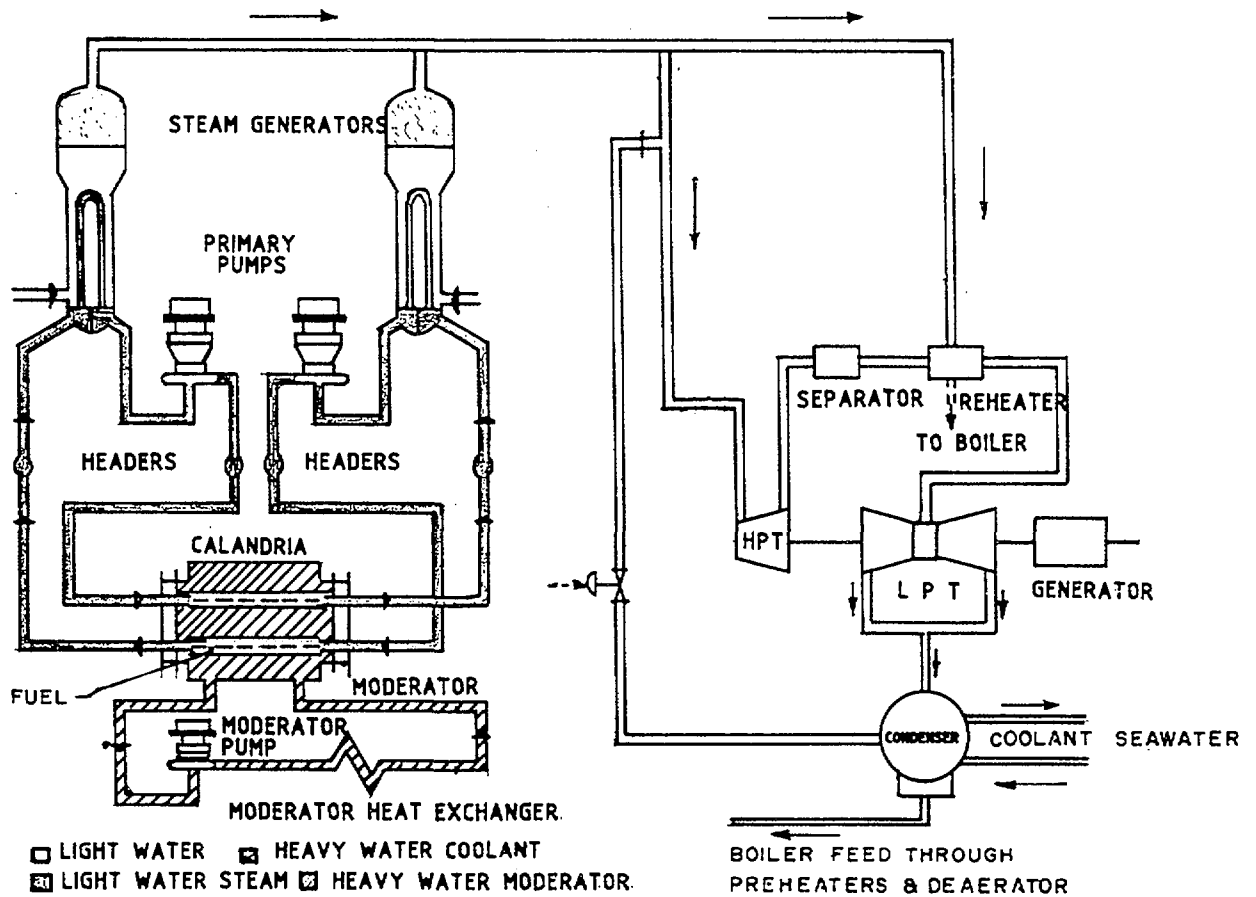 STEAM GENERATORS
PRIMARY
PUMPS
SEPARATOR
REHEATER
TO BOILER
HEADERS
HEADERS
CALANDRIA
HPT
LPT
GENERATOR
FUEL
MODERATOR
MODERATOR
PUMP
CONDENSER
COOLANT SEAWATER
MODERATOR HEAT EXCHANGER.
LIGHT WATER
HEAVY WATER COOLANT
LIGHT WATER STEAM
HEAVY WATER MODERATOR.
BOILER FEED THROUGH
PREHEATERS & DEAERATOR